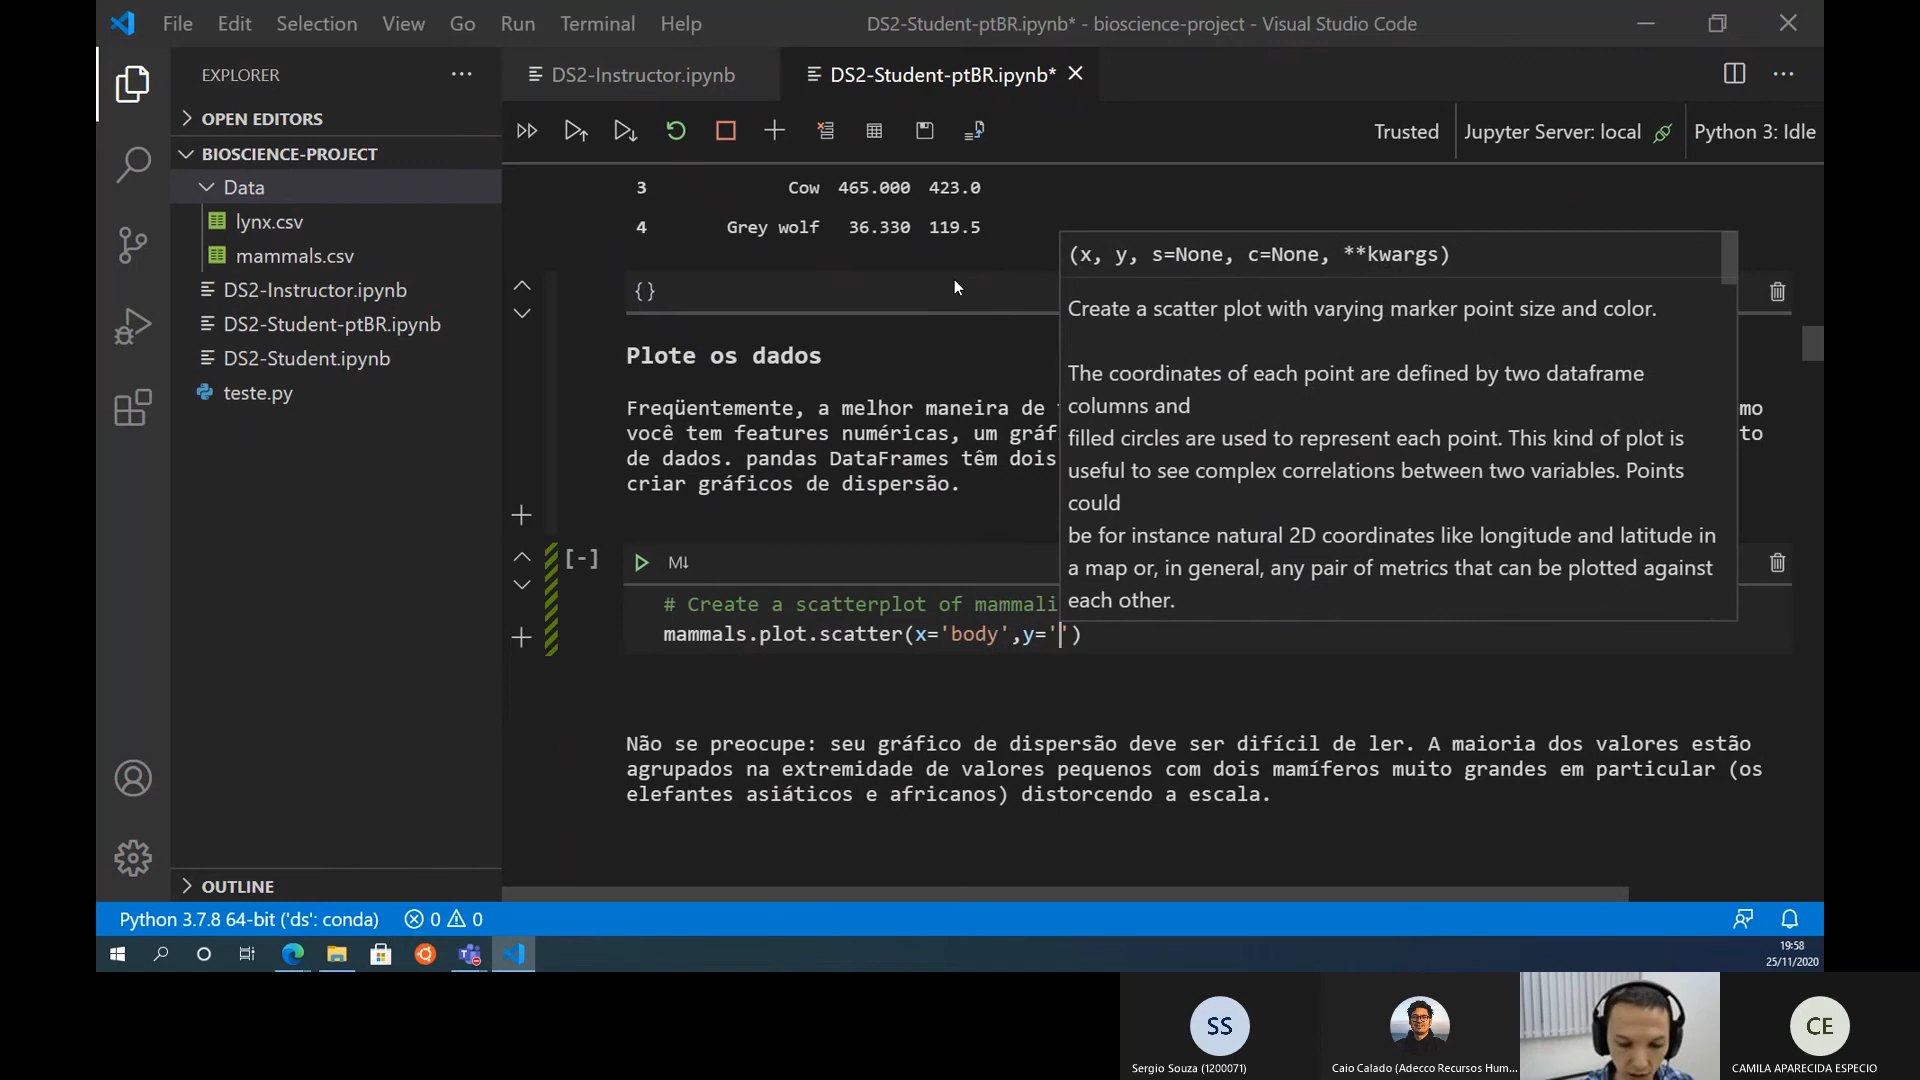 File Edit Selection View Go Run Terminal Help
DS2-Student-ptBR.ipynb* - bioscience-project - Visual Studio Code
EXPLORER
OPEN EDITORS
BIOSCIENCE-PROJECT
Data
lynx.csv
mammals.csv
DS2-Instructor.ipynb
DS2-Student-ptBR.ipynb
DS2-Student.ipynb
teste.py
OUTLINE
DS2-Instructor.ipynb
DS2-Student-ptBR.ipynb*
Trusted
Jupyter Server: local
Python 3: Idle
3 Cow 465.000 423.0
4 Grey wolf 36.330 119.5
{}
Plote os dados
Freqüentemente, a melhor maneira de
mo
você tem features numéricas, um gráf
to
de dados. pandas DataFrames têm dois
criar gráficos de dispersão.
(x, y, s=None, c=None, **kwargs)
Create a scatter plot with varying marker point size and color.
The coordinates of each point are defined by two dataframe
columns and
filled circles are used to represent each point. This kind of plot is
useful to see complex correlations between two variables. Points
could
be for instance natural 2D coordinates like longitude and latitude in
a map or, in general, any pair of metrics that can be plotted against
each other.
[-]
M↓
# Create a scatterplot of mammali
mammals.plot.scatter(x='body',y='')
Não se preocupe: seu gráfico de dispersão deve ser difícil de ler. A maioria dos valores estão
agrupados na extremidade de valores pequenos com dois mamíferos muito grandes em particular (os
elefantes asiáticos e africanos) distorcendo a escala.
Python 3.7.8 64-bit ('ds': conda)
0 0
19:58
25/11/2020
SS
Sergio Souza (1200071)
Caio Calado (Adecco Recursos Hum...
CE
CAMILA APARECIDA ESPECIO